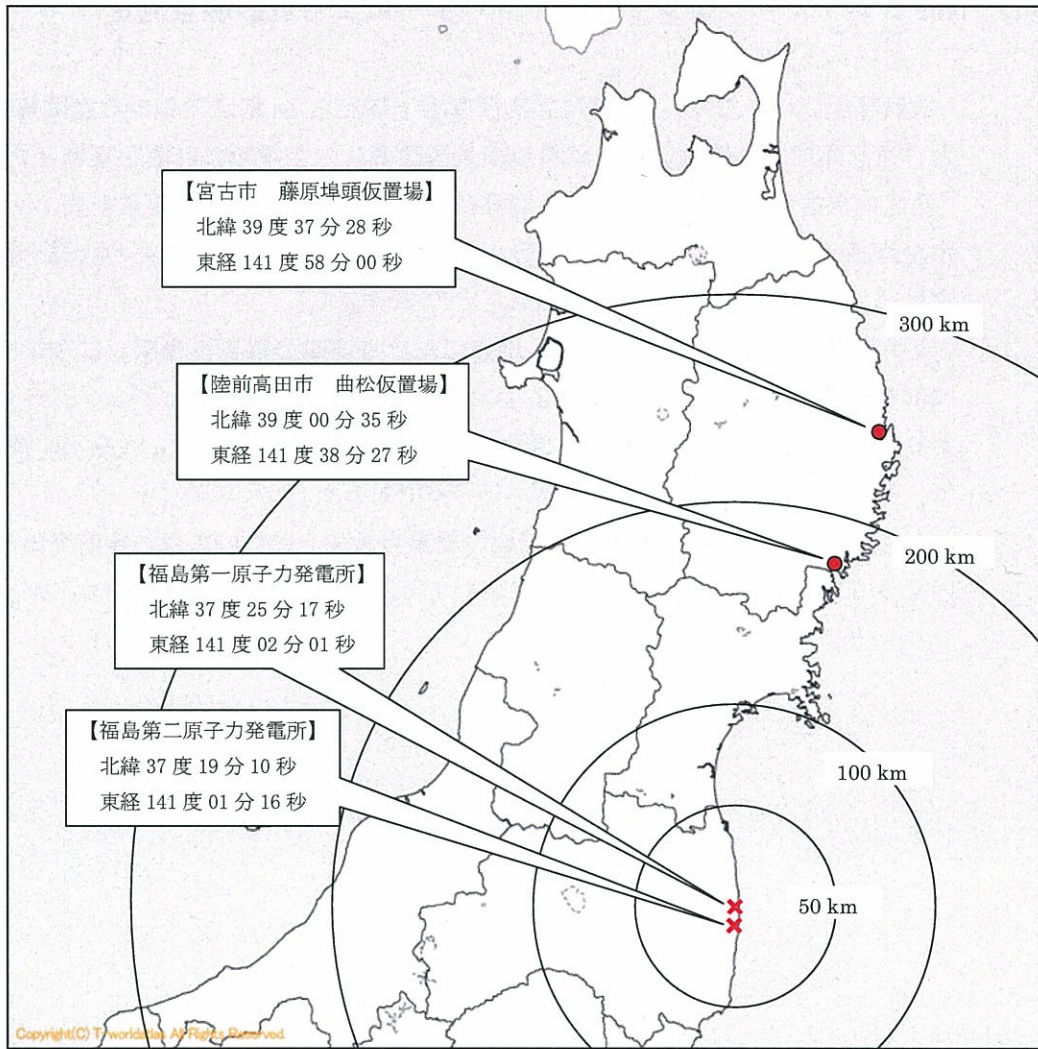 【宮古市　藤原埠頭仮置場】
北緯 39 度 37 分 28 秒
東経 141 度 58 分 00 秒
300 km
【陸前高田市　曲松仮置場】
北緯 39 度 00 分 35 秒
東経 141 度 38 分 27 秒
200 km
【福島第一原子力発電所】
北緯 37 度 25 分 17 秒
東経 141 度 02 分 01 秒
【福島第二原子力発電所】
北緯 37 度 19 分 10 秒
東経 141 度 01 分 16 秒
100 km
50 km
Copyright(C) T-worldatlas All Rights Reserved.